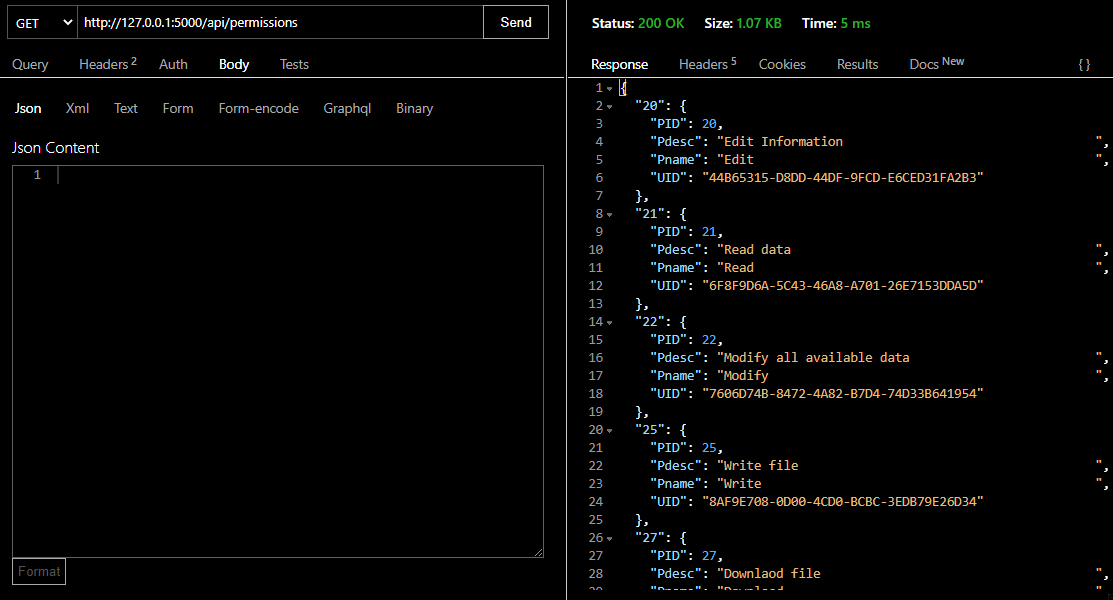 GET http://127.0.0.1:5000/api/permissions Send
Query Headers 2 Auth Body Tests
Json Xml Text Form Form-encode Graphql Binary
Json Content
1
Format
Status: 200 OK Size: 1.07 KB Time: 5 ms
Response Headers 5 Cookies Results Docs New {}
1 {
2 "20": {
3 "PID": 20,
4 "Pdesc": "Edit Information ",
5 "Pname": "Edit ",
6 "UID": "44B65315-D8DD-44DF-9FCD-E6CED31FA2B3"
7 },
8 "21": {
9 "PID": 21,
10 "Pdesc": "Read data ",
11 "Pname": "Read ",
12 "UID": "6F8F9D6A-5C43-46A8-A701-26E7153DDA5D"
13 },
14 "22": {
15 "PID": 22,
16 "Pdesc": "Modify all available data ",
17 "Pname": "Modify ",
18 "UID": "7606D74B-8472-4A82-B7D4-74D33B641954"
19 },
20 "25": {
21 "PID": 25,
22 "Pdesc": "Write file ",
23 "Pname": "Write ",
24 "UID": "8AF9E708-0D00-4CD0-BCBC-3EDB79E26D34"
25 },
26 "27": {
27 "PID": 27,
28 "Pdesc": "Downlaod file ",